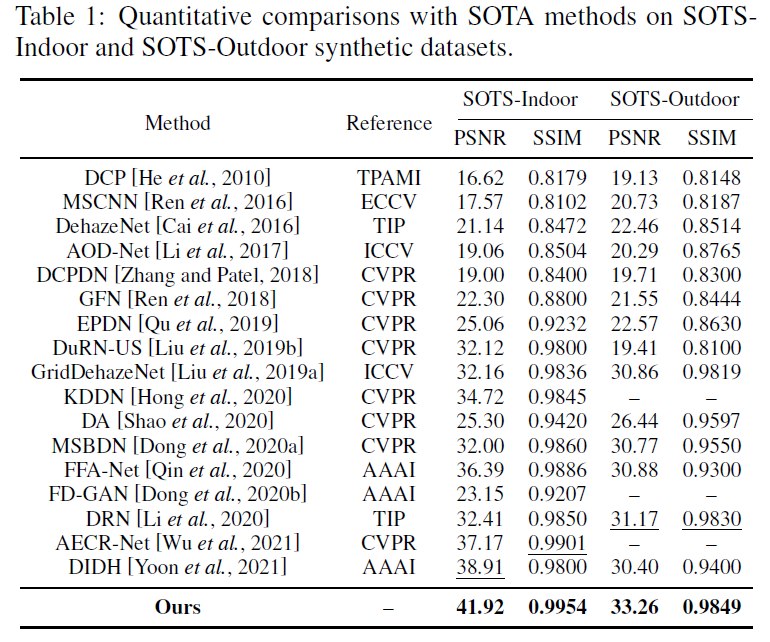 Table 1: Quantitative comparisons with SOTA methods on SOTS-
Indoor and SOTS-Outdoor synthetic datasets.
Method Reference SOTS-Indoor SOTS-Outdoor
PSNR SSIM PSNR SSIM
DCP [He et al., 2010] TPAMI 16.62 0.8179 19.13 0.8148
MSCNN [Ren et al., 2016] ECCV 17.57 0.8102 20.73 0.8187
DehazeNet [Cai et al., 2016] TIP 21.14 0.8472 22.46 0.8514
AOD-Net [Li et al., 2017] ICCV 19.06 0.8504 20.29 0.8765
DCPDN [Zhang and Patel, 2018] CVPR 19.00 0.8400 19.71 0.8300
GFN [Ren et al., 2018] CVPR 22.30 0.8800 21.55 0.8444
EPDN [Qu et al., 2019] CVPR 25.06 0.9232 22.57 0.8630
DuRN-US [Liu et al., 2019b] CVPR 32.12 0.9800 19.41 0.8100
GridDehazeNet [Liu et al., 2019a] ICCV 32.16 0.9836 30.86 0.9819
KDDN [Hong et al., 2020] CVPR 34.72 0.9845 – –
DA [Shao et al., 2020] CVPR 25.30 0.9420 26.44 0.9597
MSBDN [Dong et al., 2020a] CVPR 32.00 0.9860 30.77 0.9550
FFA-Net [Qin et al., 2020] AAAI 36.39 0.9886 30.88 0.9300
FD-GAN [Dong et al., 2020b] AAAI 23.15 0.9207 – –
DRN [Li et al., 2020] TIP 32.41 0.9850 31.17 0.9830
AECR-Net [Wu et al., 2021] CVPR 37.17 0.9901 – –
DIDH [Yoon et al., 2021] AAAI 38.91 0.9800 30.40 0.9400
Ours – 41.92 0.9954 33.26 0.9849